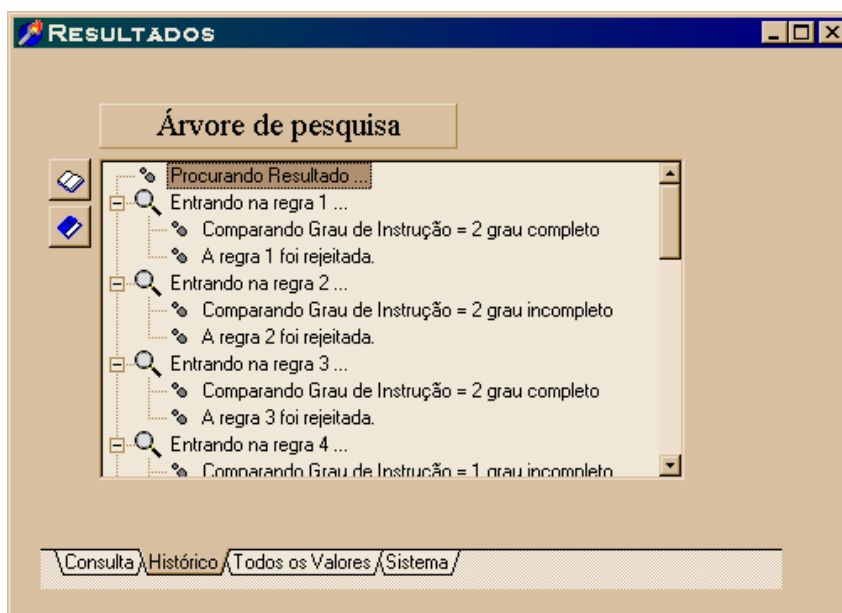 RESULTADOS
Árvore de pesquisa
Procurando Resultado ...
Entrando na regra 1 ...
Comparando Grau de Instrução = 2 grau completo
A regra 1 foi rejeitada.
Entrando na regra 2 ...
Comparando Grau de Instrução = 2 grau incompleto
A regra 2 foi rejeitada.
Entrando na regra 3 ...
Comparando Grau de Instrução = 2 grau completo
A regra 3 foi rejeitada.
Entrando na regra 4 ...
Comparando Grau de Instrução = 1 grau incompleto
Consulta Histórico Todos os Valores Sistema